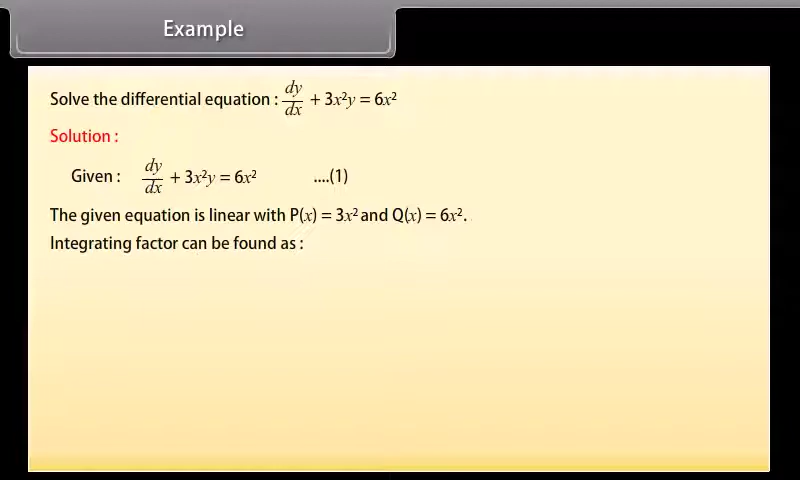 Example
Solve the differential equation : dy/dx + 3x²y = 6x²
Solution :
Given : dy/dx + 3x²y = 6x² ....(1)
The given equation is linear with P(x) = 3x² and Q(x) = 6x².
Integrating factor can be found as :